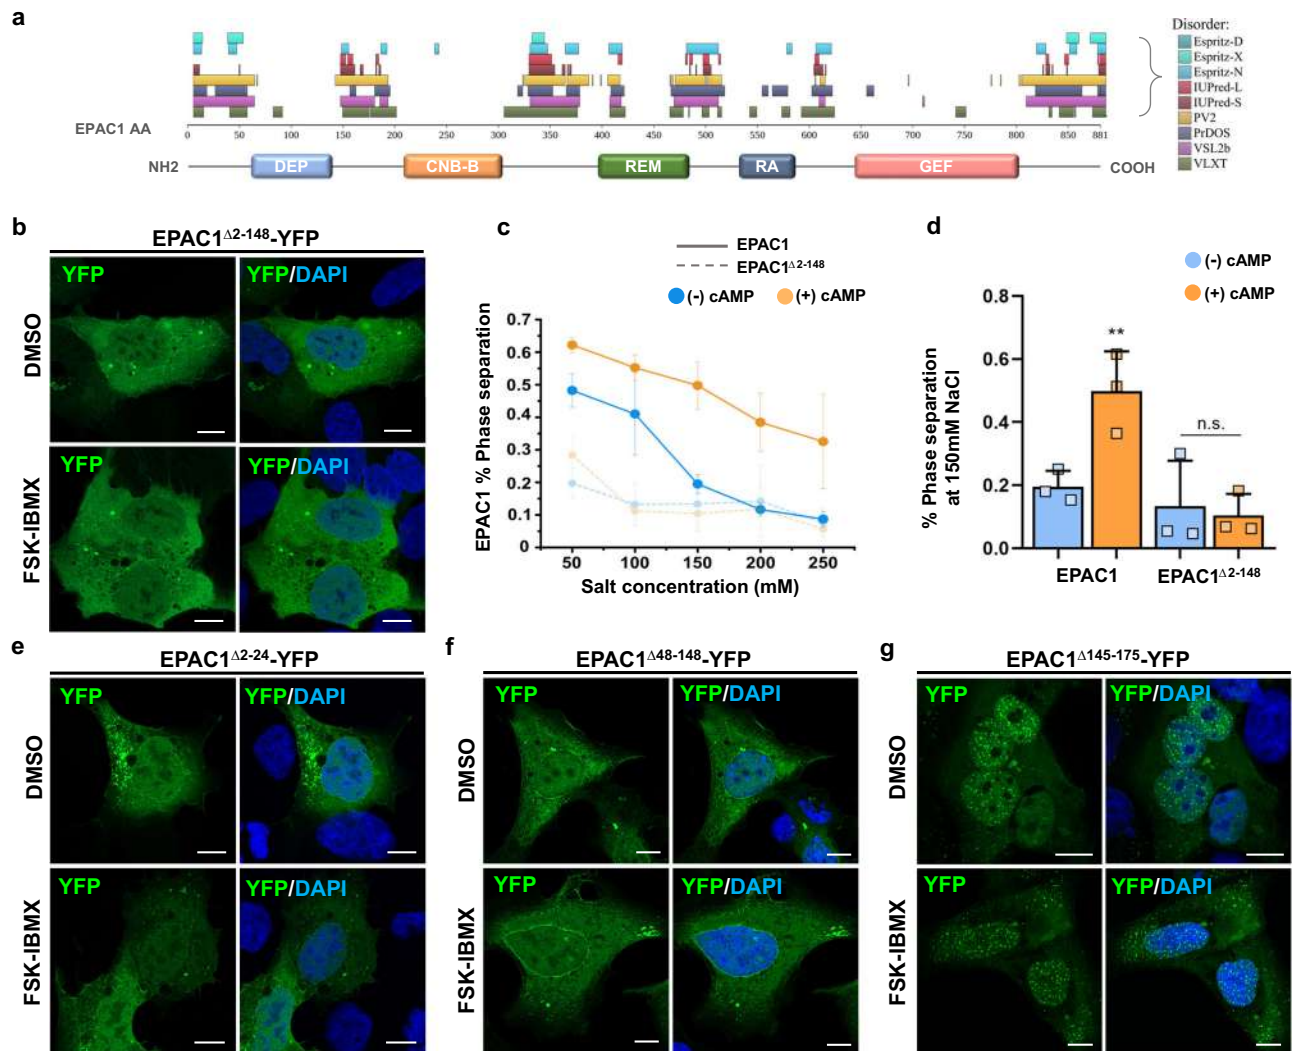 a
Disorder:
Espritz-D
Espritz-X
Espritz-N
IUPred-L
IUPred-S
PV2
PrDOS
VSL2b
VLXT
EPAC1 AA
0 50 100 150 200 250 300 350 400 450 500 550 600 650 700 750 800 850 881
NH2 DEP CNB-B REM RA GEF COOH
b
EPAC1Δ2-148-YFP
YFP YFP/DAPI
DMSO
YFP YFP/DAPI
FSK-IBMX
c
EPAC1
EPAC1Δ2-148
(-) cAMP (+) cAMP
EPAC1 % Phase separation
0.7
0.6
0.5
0.4
0.3
0.2
0.1
0
50 100 150 200 250
Salt concentration (mM)
d
(-) cAMP
(+) cAMP
% Phase separation
at 150mM NaCl
0.8
0.6
0.4
0.2
0.0
**
n.s.
EPAC1 EPAC1Δ2-148
e
EPAC1Δ2-24-YFP
YFP YFP/DAPI
DMSO
YFP YFP/DAPI
FSK-IBMX
f
EPAC1Δ48-148-YFP
YFP YFP/DAPI
DMSO
YFP YFP/DAPI
FSK-IBMX
g
EPAC1Δ145-175-YFP
YFP YFP/DAPI
DMSO
YFP YFP/DAPI
FSK-IBMX